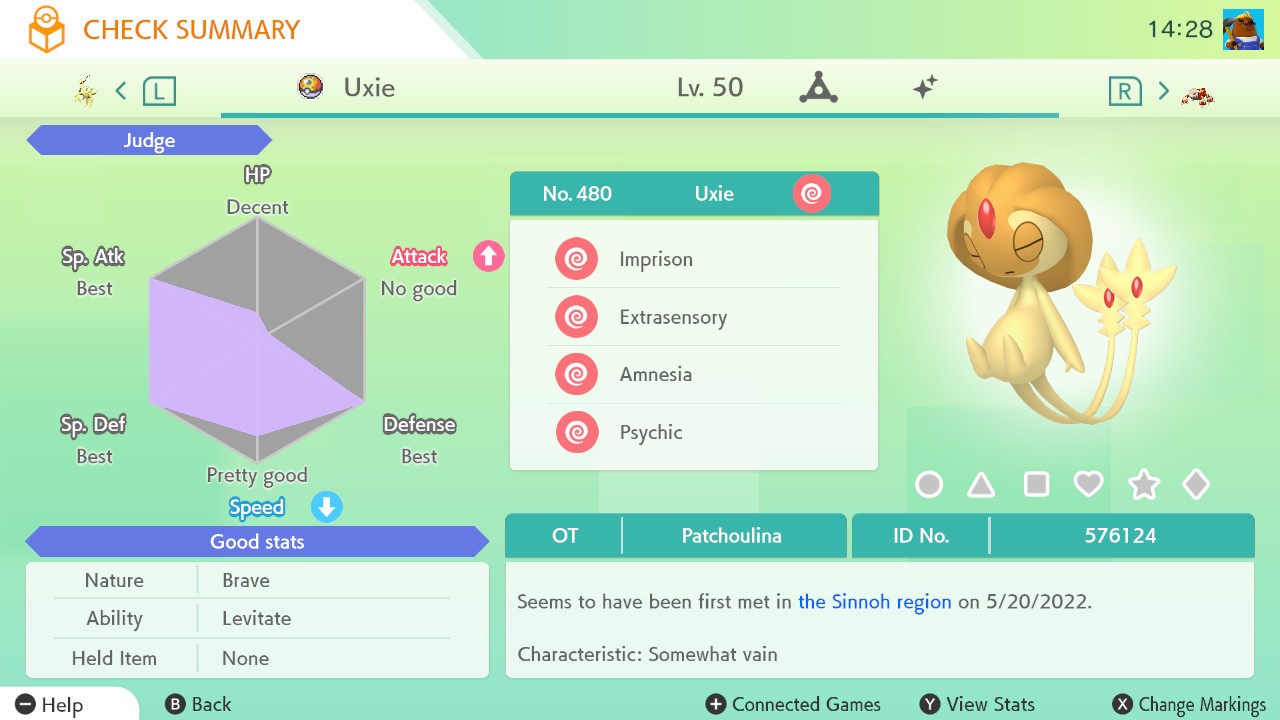 CHECK SUMMARY
14:28
L
Uxie
Lv. 50
R
Judge
HP
Decent
Sp. Atk
Best
Attack
No good
Sp. Def
Best
Defense
Best
Pretty good
Speed
Good stats
Nature Brave
Ability Levitate
Held Item None
No. 480 Uxie
Imprison
Extrasensory
Amnesia
Psychic
OT Patchoulina ID No. 576124
Seems to have been first met in the Sinnoh region on 5/20/2022.
Characteristic: Somewhat vain
Help B Back Connected Games Y View Stats X Change Markings